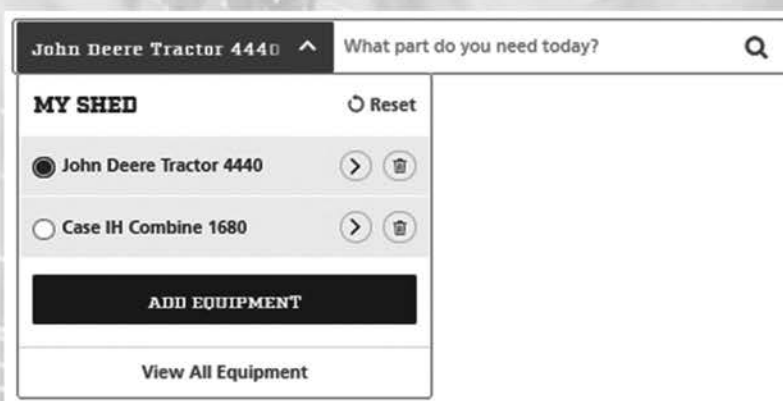 John Deere Tractor 4440 What part do you need today?
MY SHED Reset
John Deere Tractor 4440
Case IH Combine 1680
ADD EQUIPMENT
View All Equipment